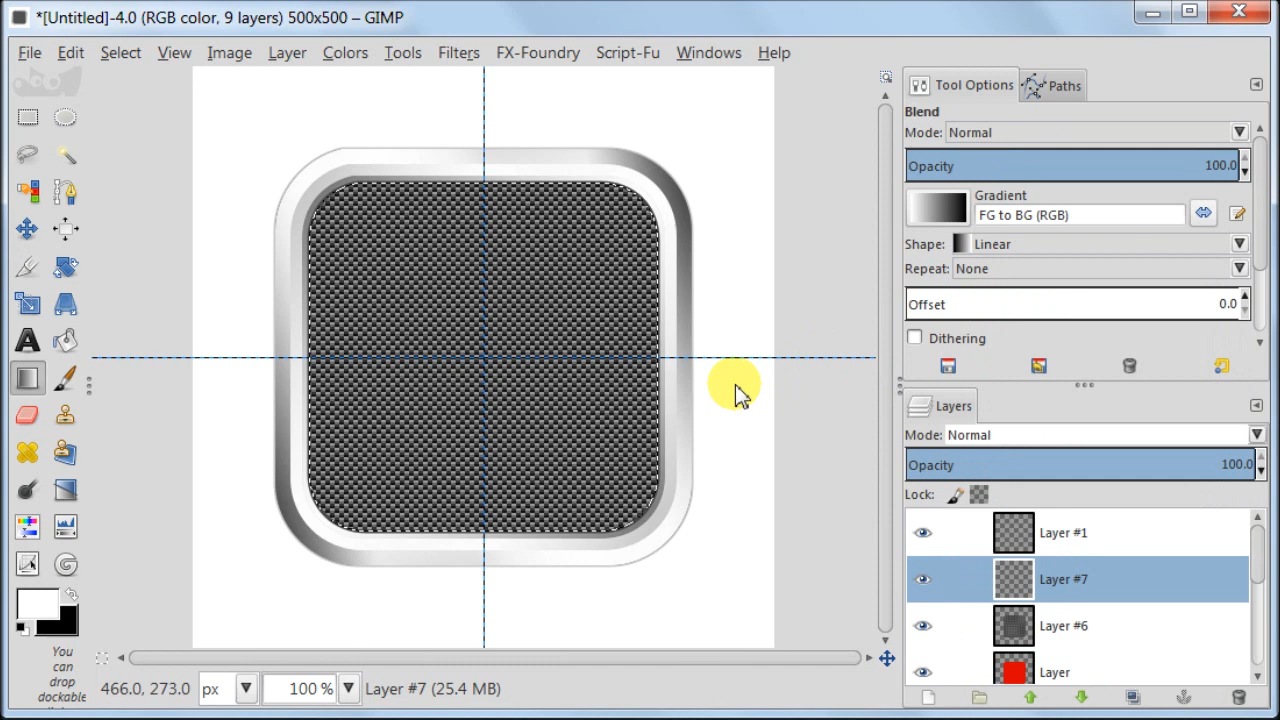 *[Untitled]-4.0 (RGB color, 9 layers) 500x500 – GIMP
File Edit Select View Image Layer Colors Tools Filters FX-Foundry Script-Fu Windows Help
Tool Options Paths
Blend
Mode: Normal
Opacity 100.0
Gradient
FG to BG (RGB)
Shape: Linear
Repeat: None
Offset 0.0
Dithering
Layers
Mode: Normal
Opacity 100.0
Lock:
Layer #1
Layer #7
Layer #6
Layer
You
can
drop
dockable
466.0, 273.0 px 100 % Layer #7 (25.4 MB)